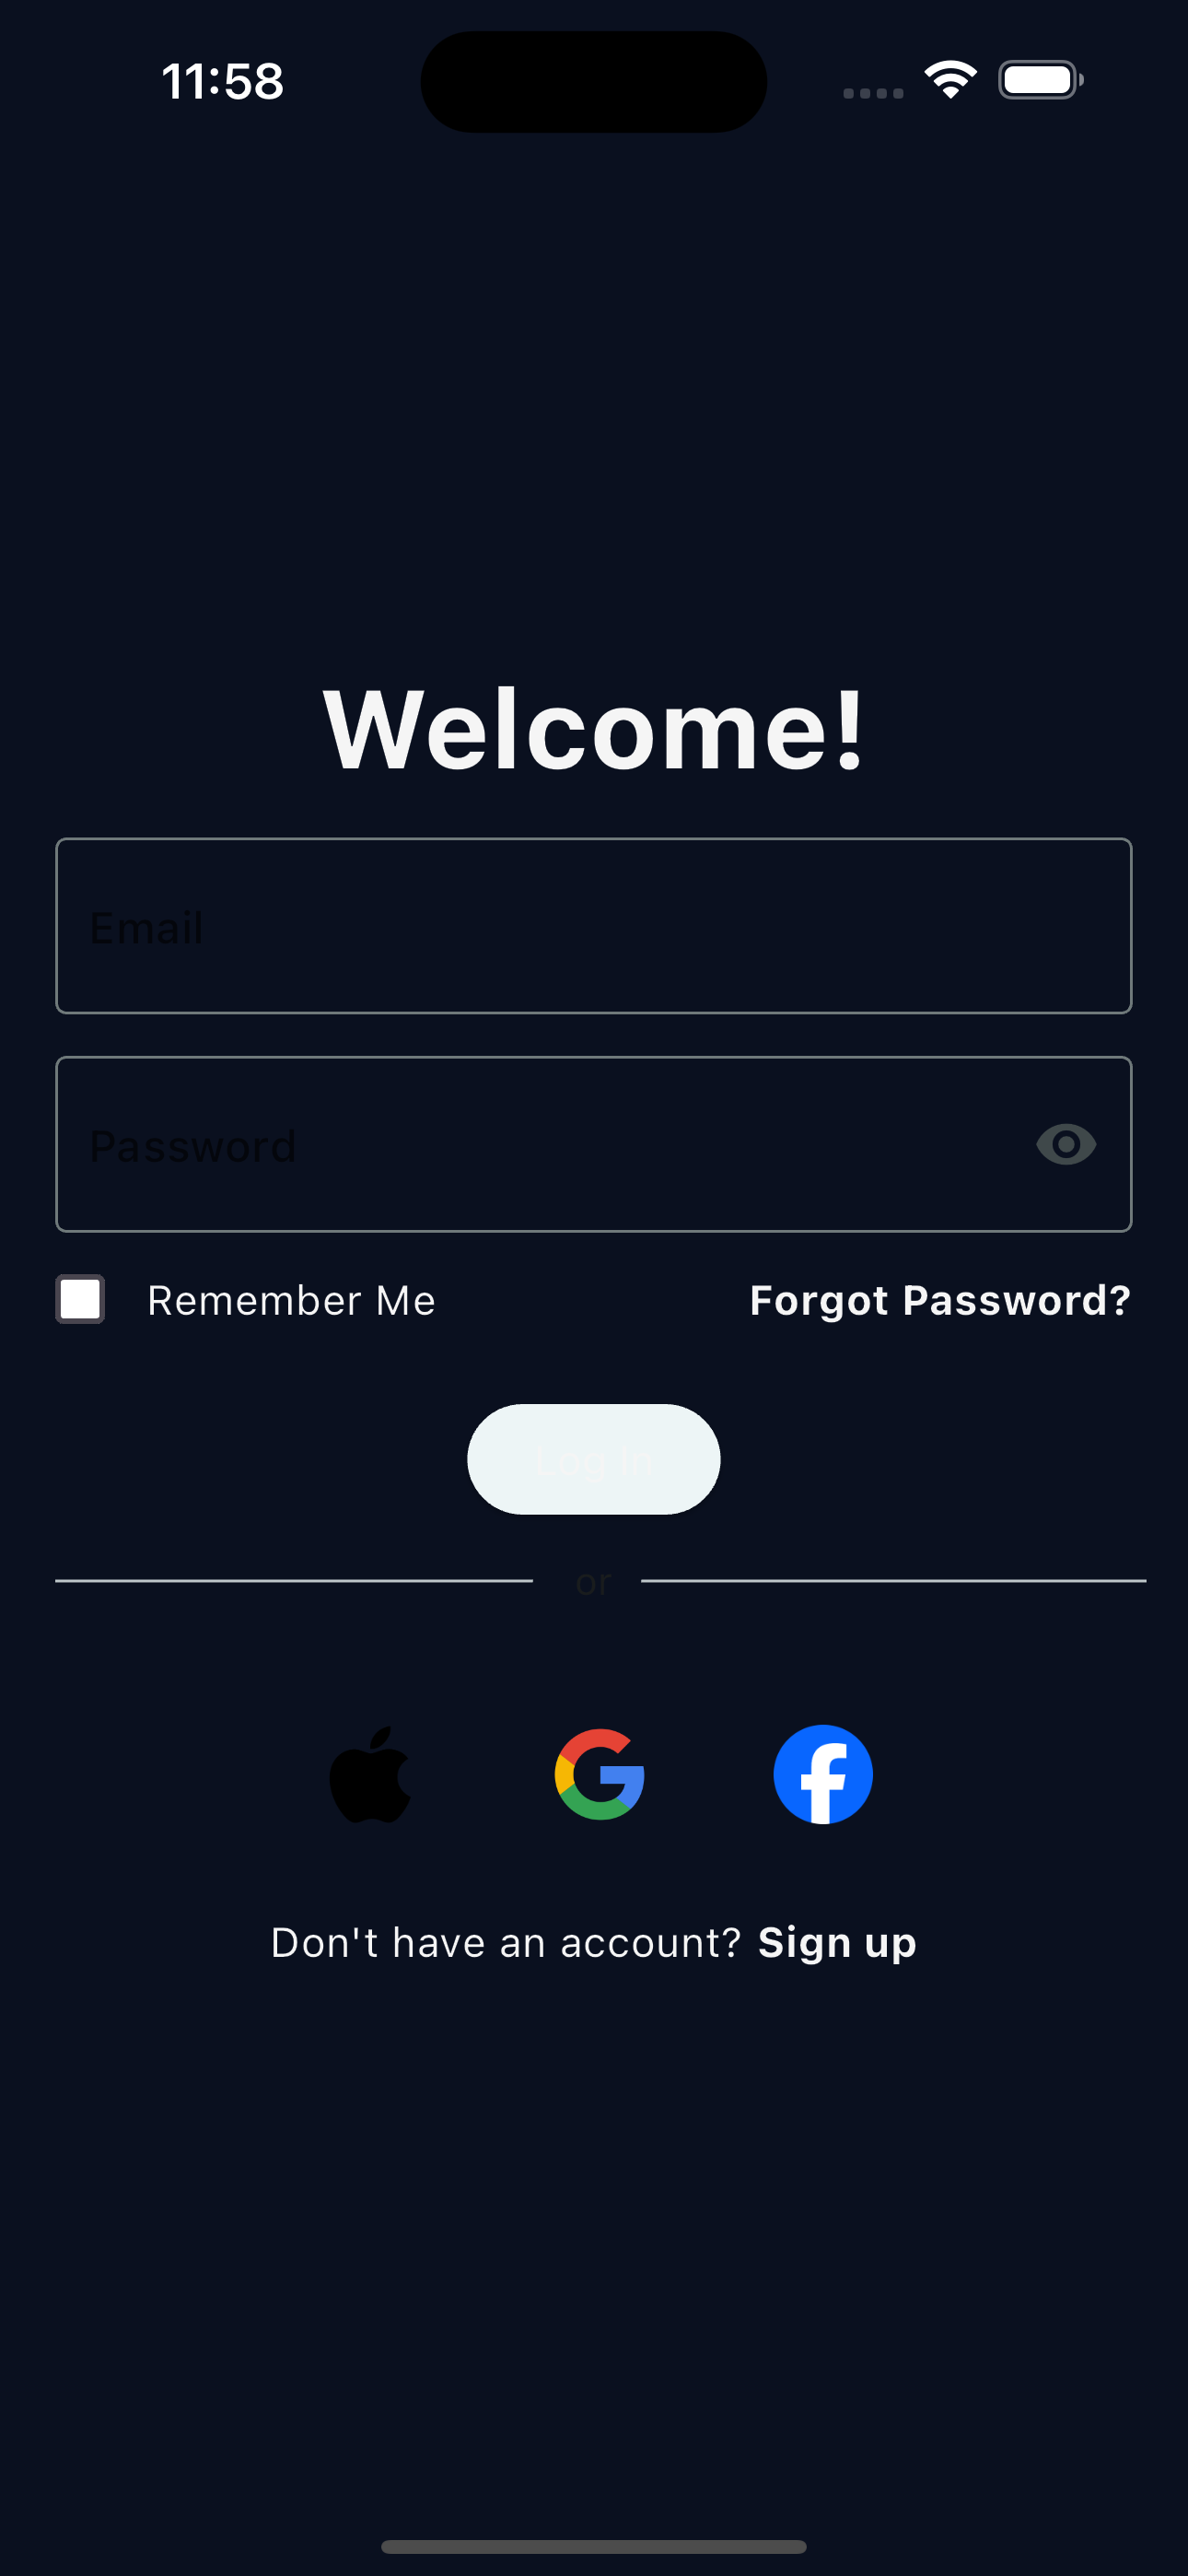 11:58
Welcome!
Email
Password
Remember Me
Forgot Password?
Log In
or
Don't have an account? Sign up